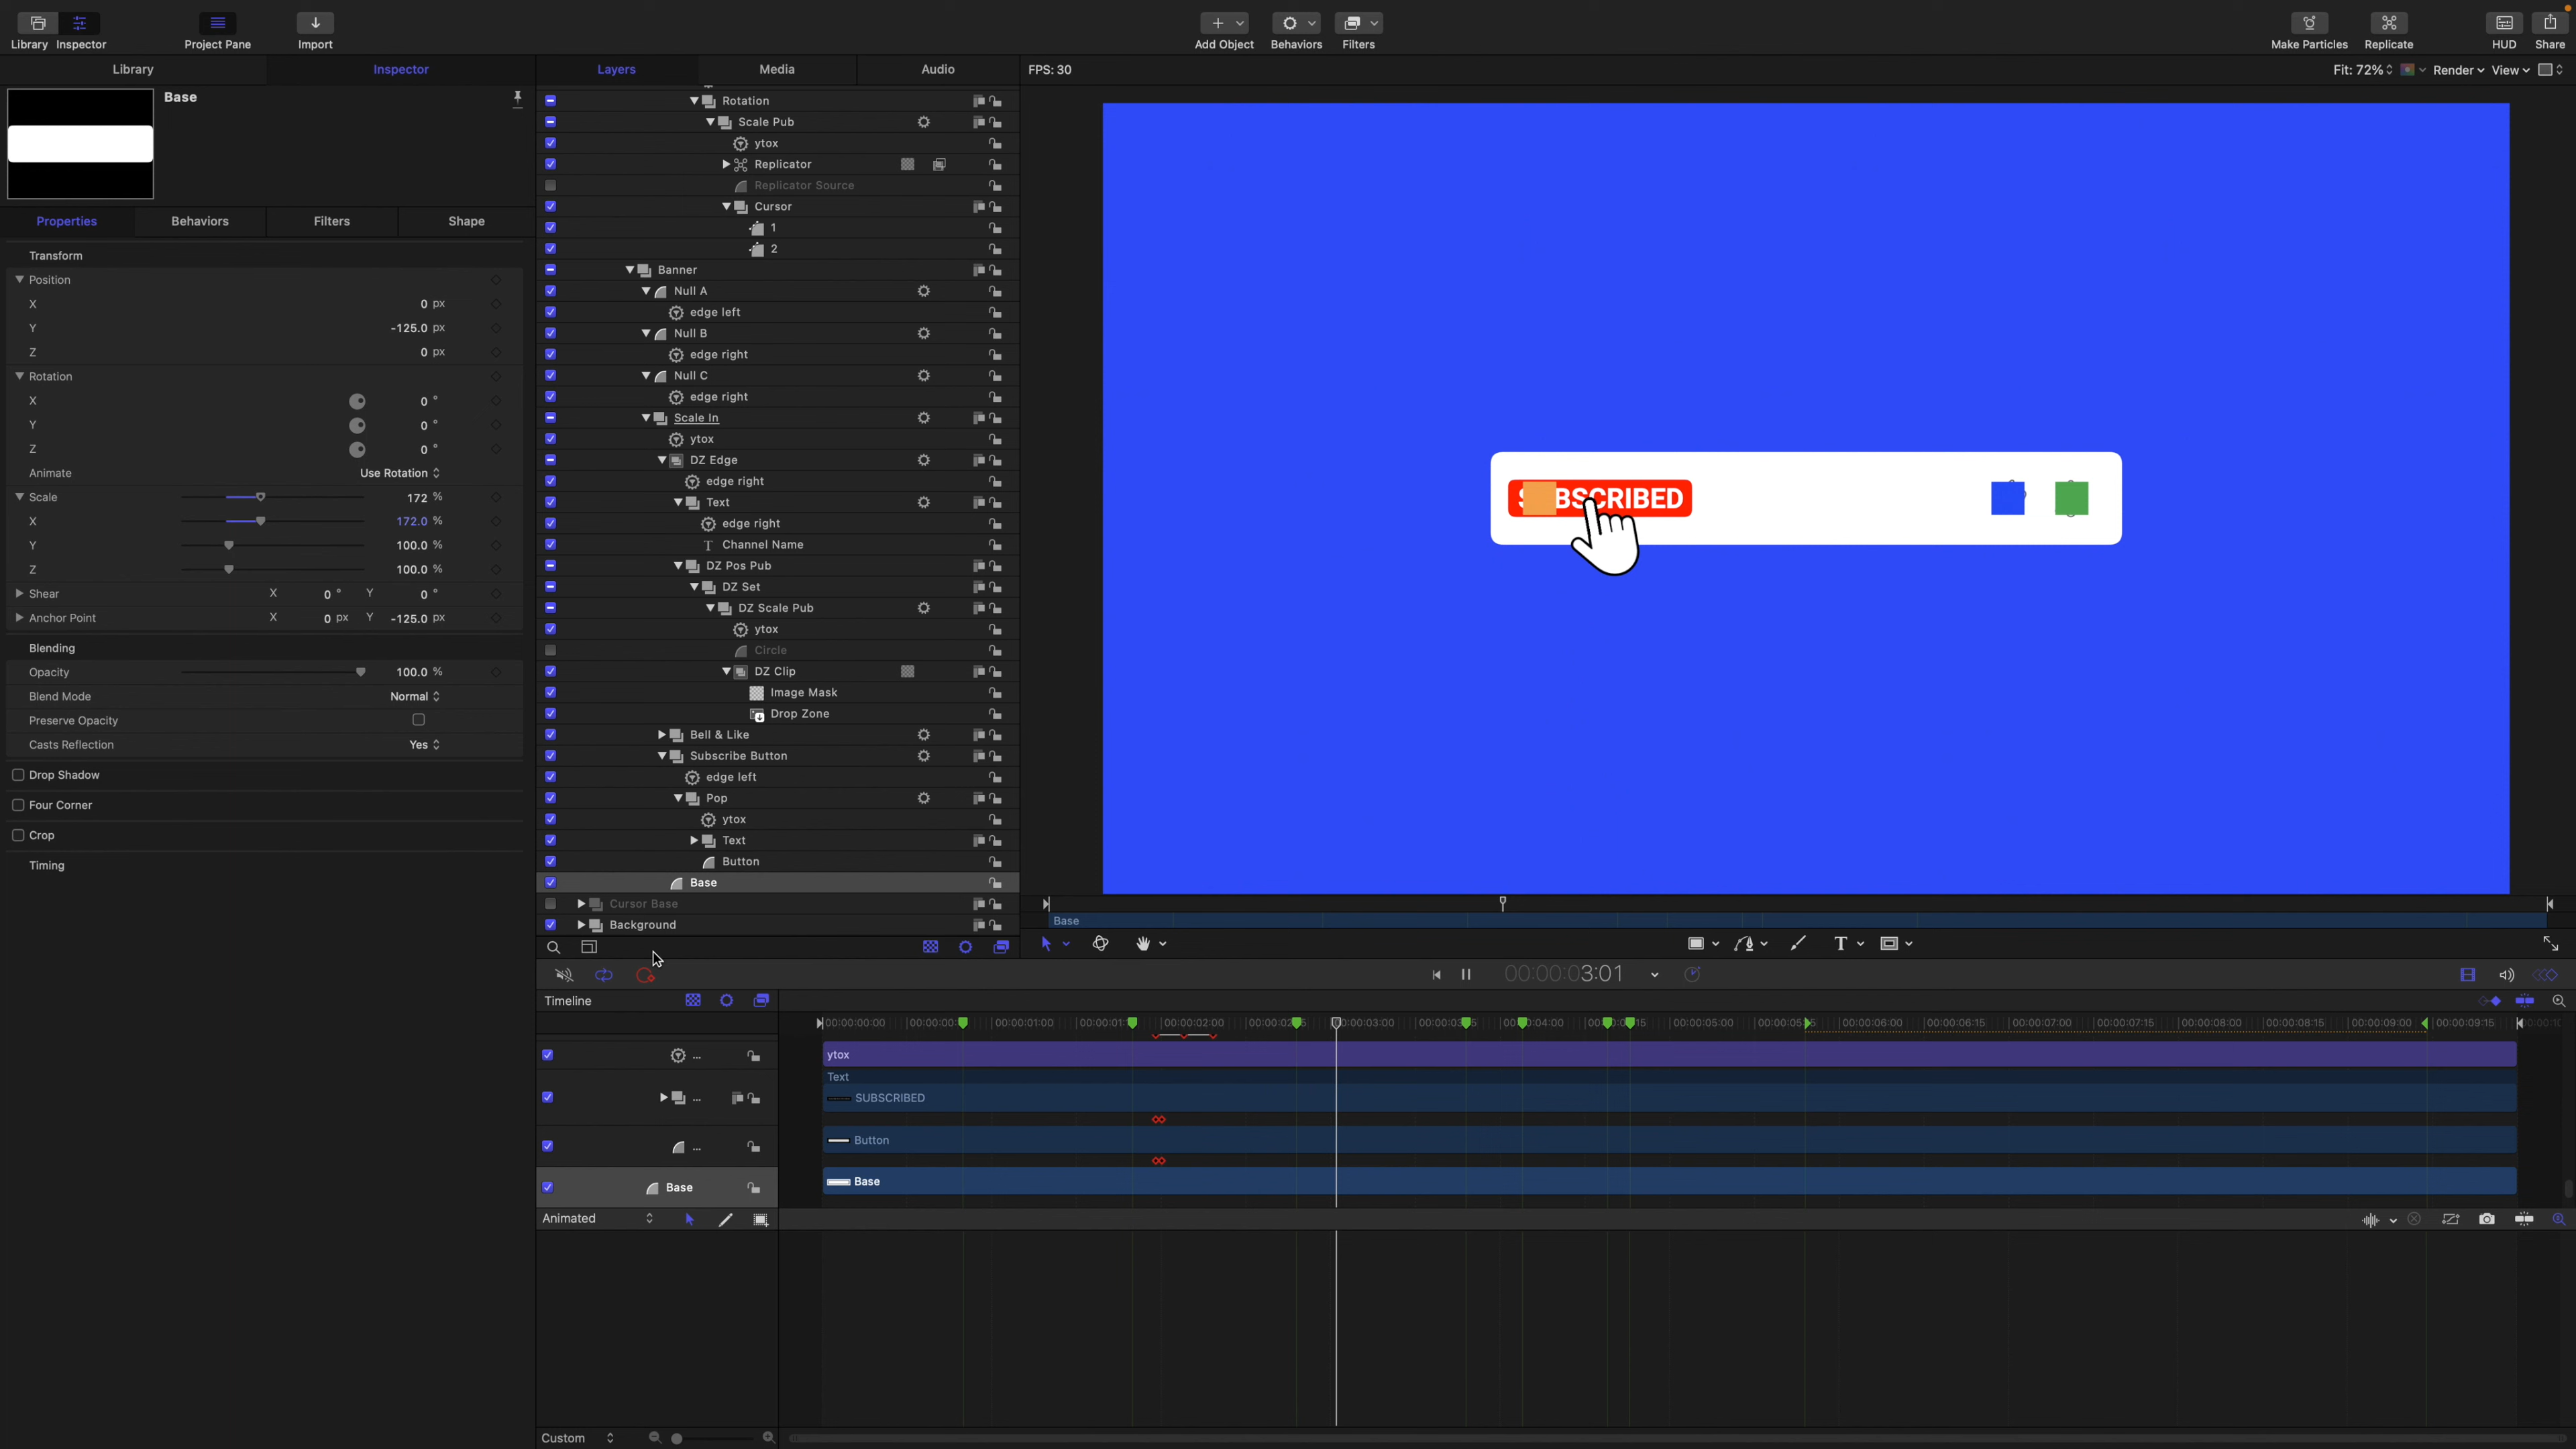 Library Inspector Project Pane Import Add Object Behaviors Filters Make Particles Replicate HUD Share
Library Inspector Layers Media Audio FPS: 30 Fit: 72% Render View
Base
Properties Behaviors Filters Shape
Transform
Position
X 0 px
Y -125.0 px
Z 0 px
Rotation
X 0 °
Y 0 °
Z 0 °
Animate Use Rotation
Scale 172 %
X 172.0 %
Y 100.0 %
Z 100.0 %
Shear X 0 ° Y 0 °
Anchor Point X 0 px Y -125.0 px
Blending
Opacity 100.0 %
Blend Mode Normal
Preserve Opacity
Casts Reflection Yes
Drop Shadow
Four Corner
Crop
Timing
Rotation
Scale Pub
ytox
Replicator
Replicator Source
Cursor
1
2
Banner
Null A
edge left
Null B
edge right
Null C
edge right
Scale In
ytox
DZ Edge
edge right
Text
edge right
Channel Name
DZ Pos Pub
DZ Set
DZ Scale Pub
ytox
Circle
DZ Clip
Image Mask
Drop Zone
Bell & Like
Subscribe Button
edge left
Pop
ytox
Text
Button
Base
Cursor Base
Background
SUBSCRIBED
Base
T
00:00:00:03:01
Timeline
00:00:00:00 00:00:01:00 00:00:02:00 00:00:03:00 00:00:05:00 00:00:06:00 00:00:06:15 00:00:07:00 00:00:07:15 00:00:08:00 00:00:08:15 00:00:09:00 00:00:09:15
... ytox
Text
... SUBSCRIBED
... Button
Base Base
Animated
Custom